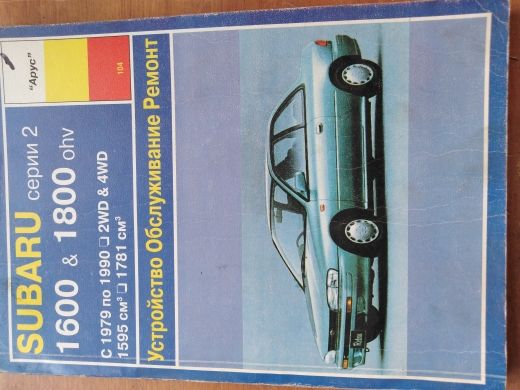 "Арус"
104
SUBARU серии 2
1600 & 1800 ohv
С 1979 по 1990 □ 2WD & 4WD
1595 см³ □ 1781 см³
Устройство Обслуживание Ремонт